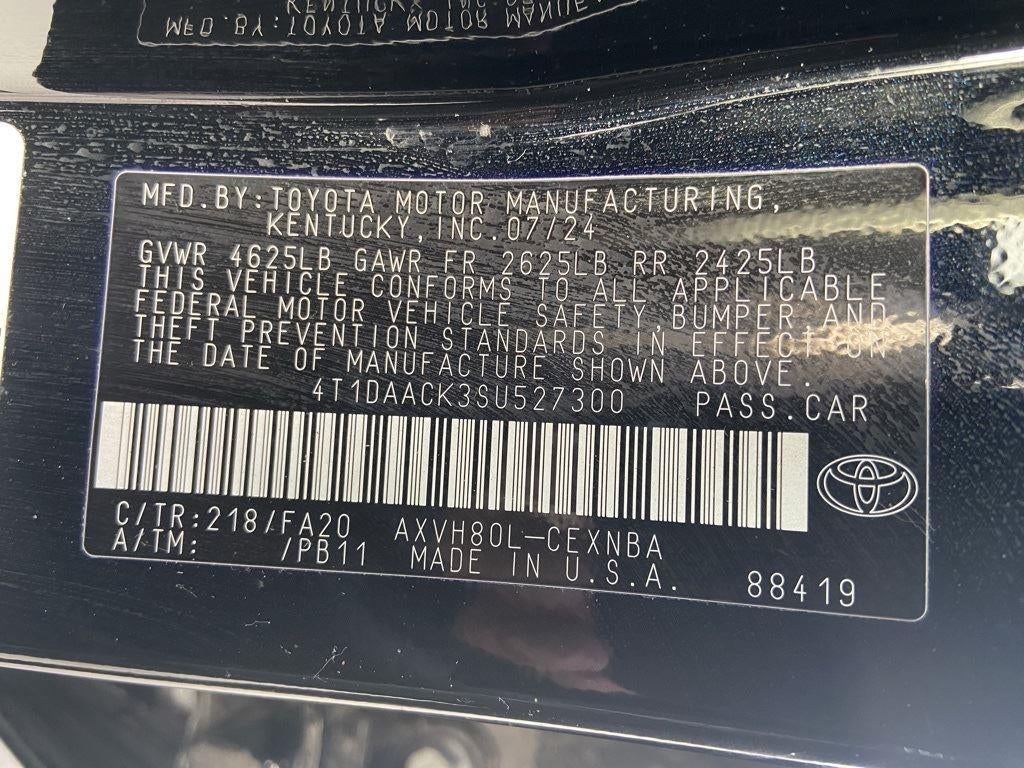 MFD.BY:TOYOTA MOTOR MANUFACTURING,
KENTUCKY, INC. 07/24
GVWR 4625LB GAWR FR 2625LB RR 2425LB
THIS VEHICLE CONFORMS TO ALL APPLICABLE
FEDERAL MOTOR VEHICLE SAFETY,BUMPER,AND
THEFT PREVENTION STANDARDS IN EFFECT ON
THE DATE OF MANUFACTURE SHOWN ABOVE.
4T1DAACK3SU527300 PASS.CAR
C/TR:218/FA20 AXVH80L-CEXNBA
A/TM: /PB11 MADE IN U.S.A. 88419